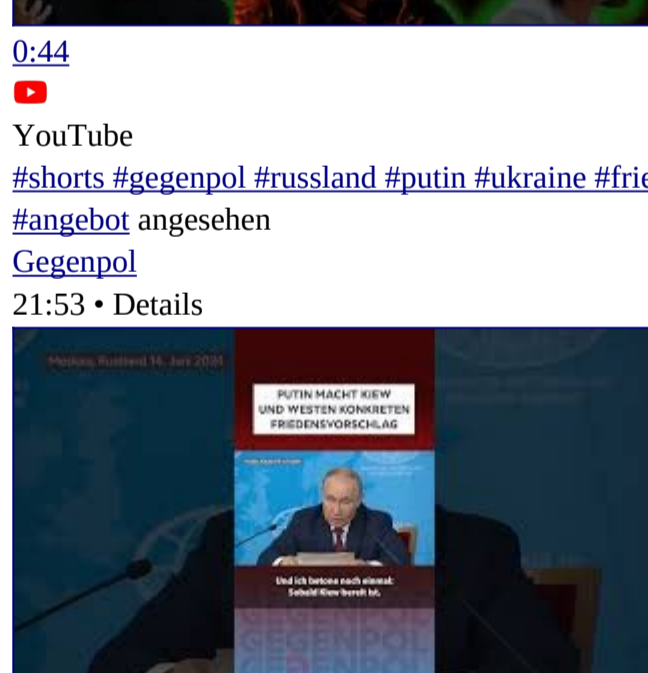 0:44
YouTube
#shorts #gegenpol #russland #putin #ukraine #frie
#angebot angesehen
Gegenpol
21:53 • Details
Moskau, Russland 14. Juni 2024
PUTIN MACHT KIEW
UND WESTEN KONKRETEN
FRIEDENSVORSCHLAG
Und ich betone noch einmal:
Sobald Kiew bereit ist.
GEGENPOL